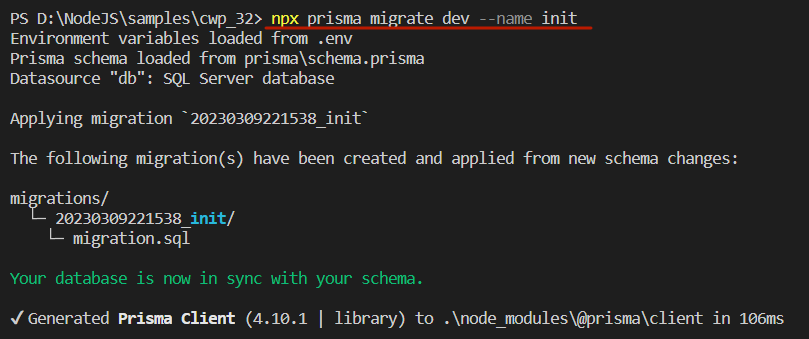 PS D:\NodeJS\samples\cwp_32> npx prisma migrate dev --name init
Environment variables loaded from .env
Prisma schema loaded from prisma\schema.prisma
Datasource "db": SQL Server database
Applying migration `20230309221538_init`
The following migration(s) have been created and applied from new schema changes:
migrations/
└─ 20230309221538_init/
└─ migration.sql
Your database is now in sync with your schema.
✓ Generated Prisma Client (4.10.1 | library) to .\node_modules\@prisma\client in 106ms